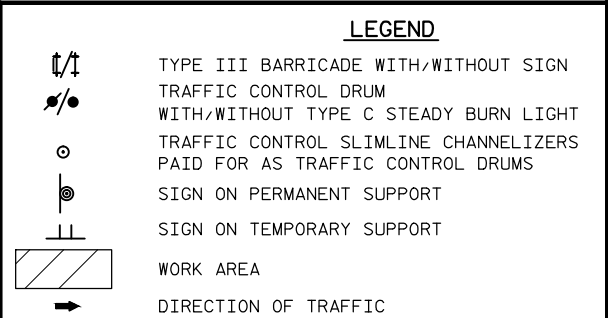 LEGEND
TYPE III BARRICADE WITH/WITHOUT SIGN
TRAFFIC CONTROL DRUM
WITH/WITHOUT TYPE C STEADY BURN LIGHT
TRAFFIC CONTROL SLIMLINE CHANNELIZERS
PAID FOR AS TRAFFIC CONTROL DRUMS
SIGN ON PERMANENT SUPPORT
SIGN ON TEMPORARY SUPPORT
WORK AREA
DIRECTION OF TRAFFIC